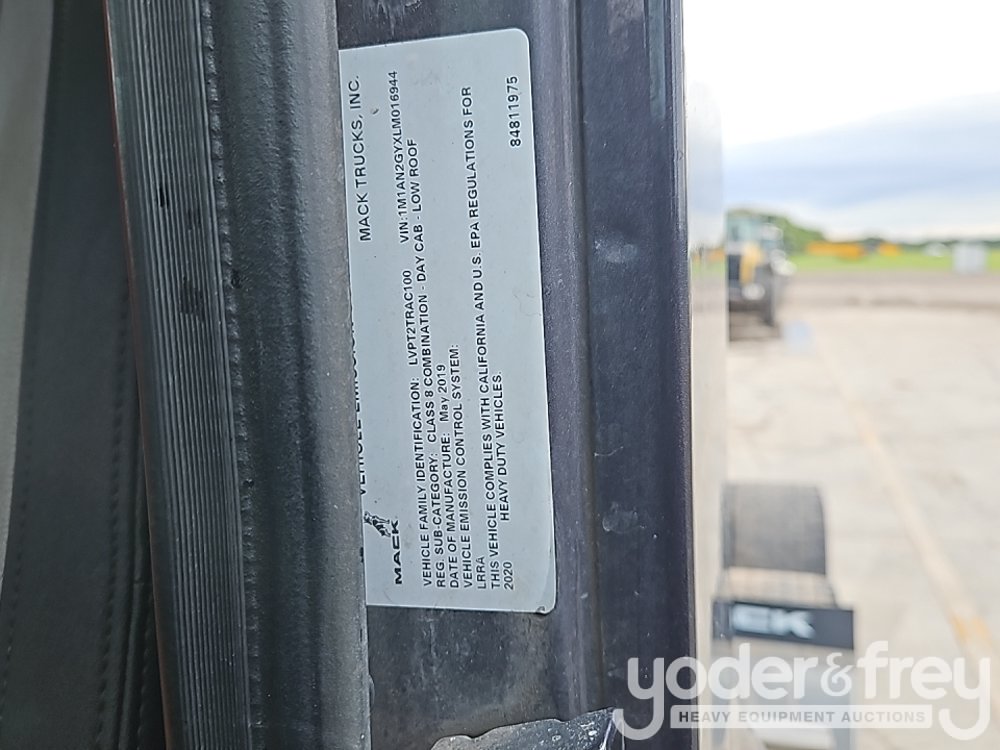 MACK TRUCKS, INC.
MACK
VEHICLE FAMILY IDENTIFICATION: LVPT2TRAC100 VIN:1M1AN2GYXLM016944
REG. SUB-CATEGORY: CLASS 8 COMBINATION - DAY CAB - LOW ROOF
DATE OF MANUFACTURE: May 2019
VEHICLE EMISSION CONTROL SYSTEM:
LRRA
THIS VEHICLE COMPLIES WITH CALIFORNIA AND U.S. EPA REGULATIONS FOR
2020 HEAVY DUTY VEHICLES.
84811975
yoder&frey
HEAVY EQUIPMENT AUCTIONS